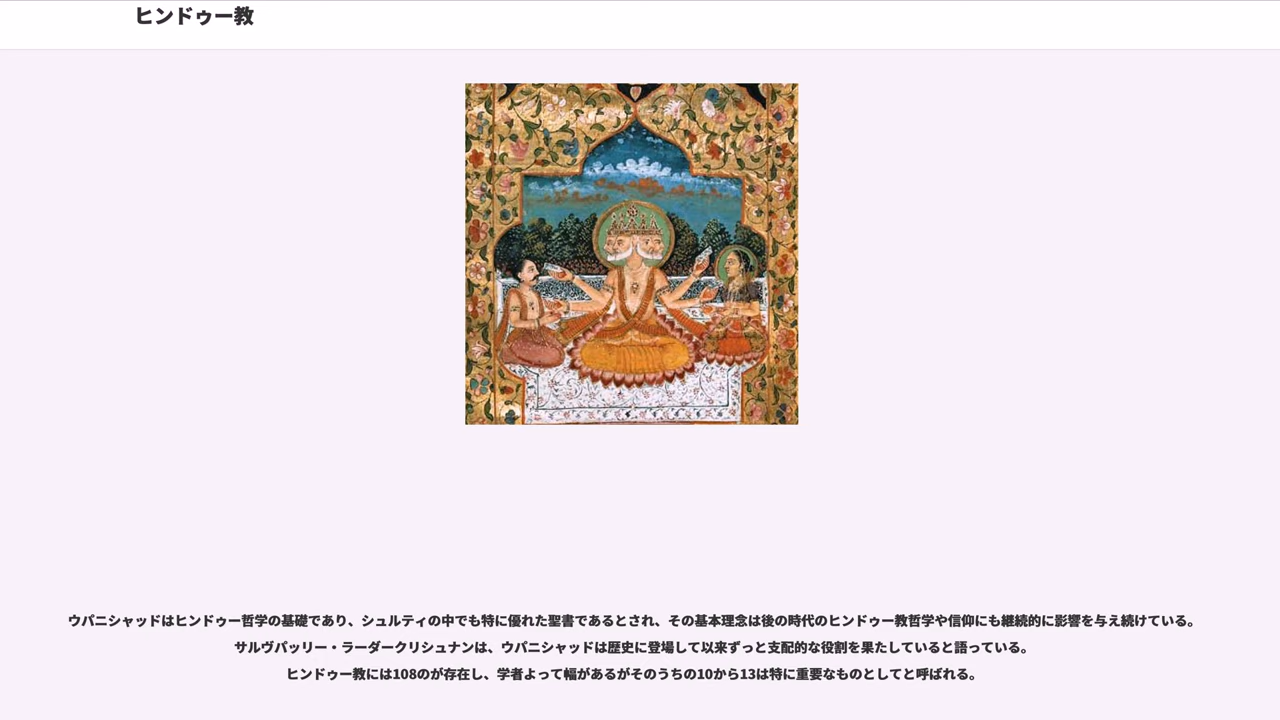 ヒンドゥー教
ウパニシャッドはヒンドゥー哲学の基礎であり、シュルティの中でも特に優れた聖書であるとされ、その基本理念は後の時代のヒンドゥー教哲学や信仰にも継続的に影響を与え続けている。
サルヴパッリー・ラーダークリシュナンは、ウパニシャッドは歴史に登場して以来ずっと支配的な役割を果たしていると語っている。
ヒンドゥー教には108のが存在し、学者よって幅があるがそのうちの10から13は特に重要なものとしてと呼ばれる。